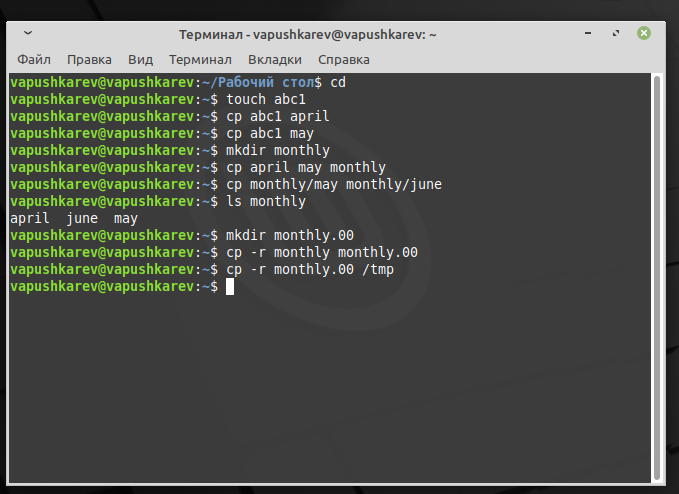 Терминал - vapushkarev@vapushkarev: ~
Файл Правка Вид Терминал Вкладки Справка
vapushkarev@vapushkarev:~/Рабочий стол$ cd
vapushkarev@vapushkarev:~$ touch abc1
vapushkarev@vapushkarev:~$ cp abc1 april
vapushkarev@vapushkarev:~$ cp abc1 may
vapushkarev@vapushkarev:~$ mkdir monthly
vapushkarev@vapushkarev:~$ cp april may monthly
vapushkarev@vapushkarev:~$ cp monthly/may monthly/june
vapushkarev@vapushkarev:~$ ls monthly
april  june  may
vapushkarev@vapushkarev:~$ mkdir monthly.00
vapushkarev@vapushkarev:~$ cp -r monthly monthly.00
vapushkarev@vapushkarev:~$ cp -r monthly.00 /tmp
vapushkarev@vapushkarev:~$